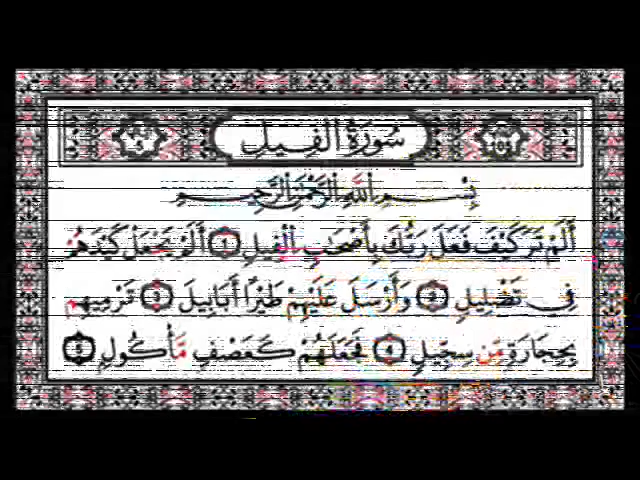 سُورَةُ الْفِيلِ
بِسْمِ اللَّهِ الرَّحْمَٰنِ الرَّحِيمِ
أَلَمْ تَرَ كَيْفَ فَعَلَ رَبُّكَ بِأَصْحَابِ الْفِيلِ ١ أَلَمْ يَجْعَلْ كَيْدَهُمْ
فِي تَضْلِيلٍ ٢ وَأَرْسَلَ عَلَيْهِمْ طَيْرًا أَبَابِيلَ ٣ تَرْمِيهِم
بِحِجَارَةٍ مِّن سِجِّيلٍ ٤ فَجَعَلَهُمْ كَعَصْفٍ مَّأْكُولٍ ٥